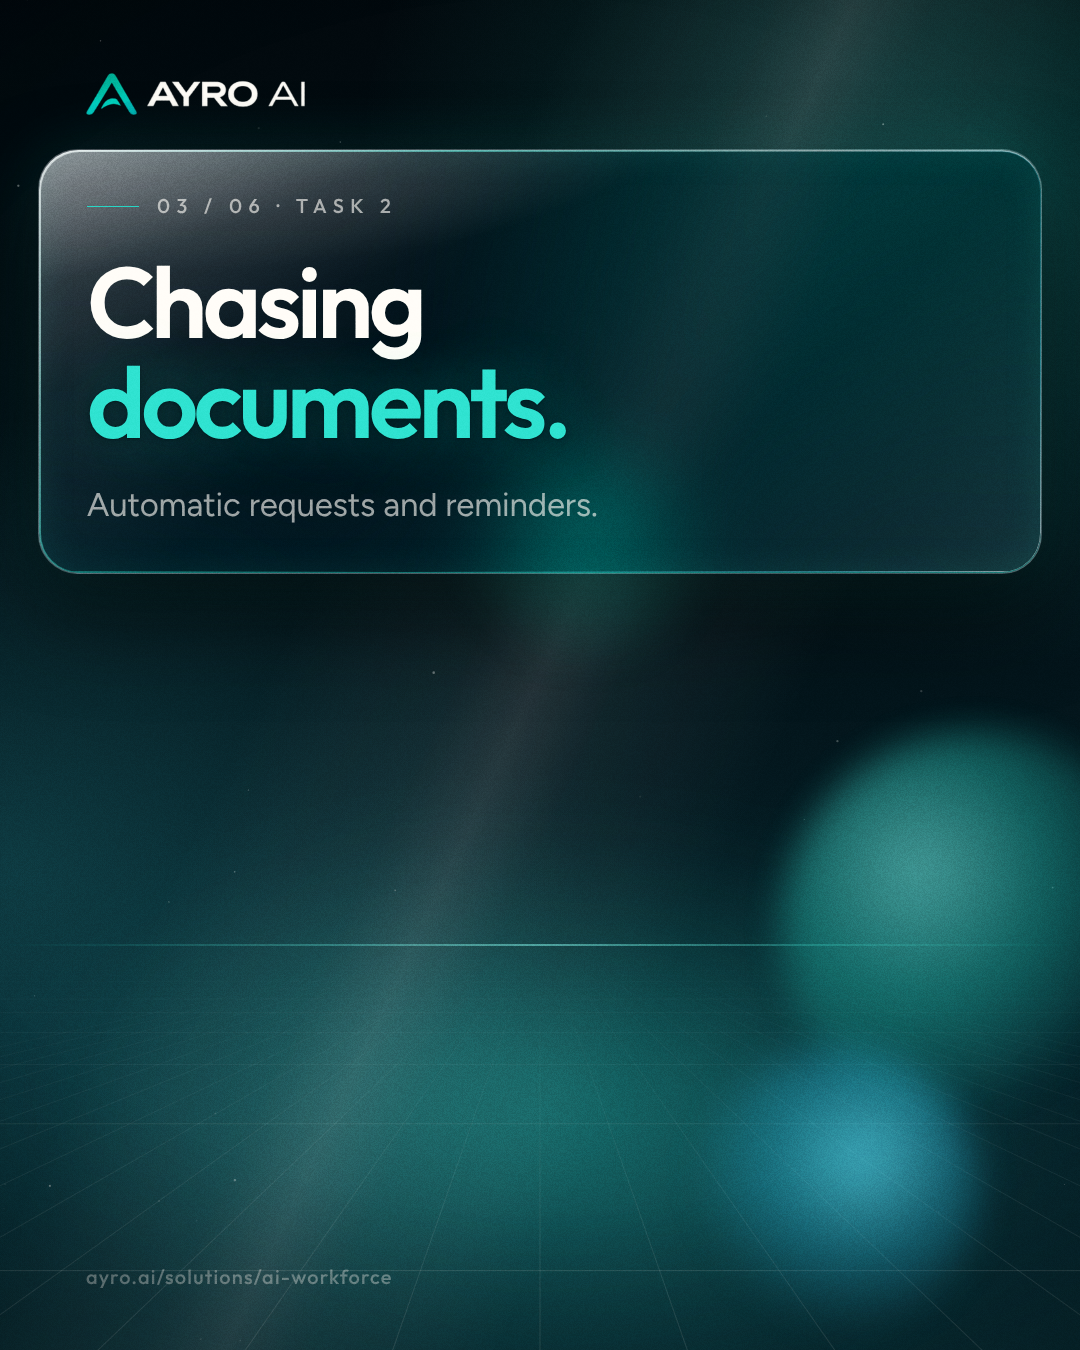 AYRO AI
03 / 06 · TASK 2
Chasing
documents.
Automatic requests and reminders.
ayro.ai/solutions/ai-workforce